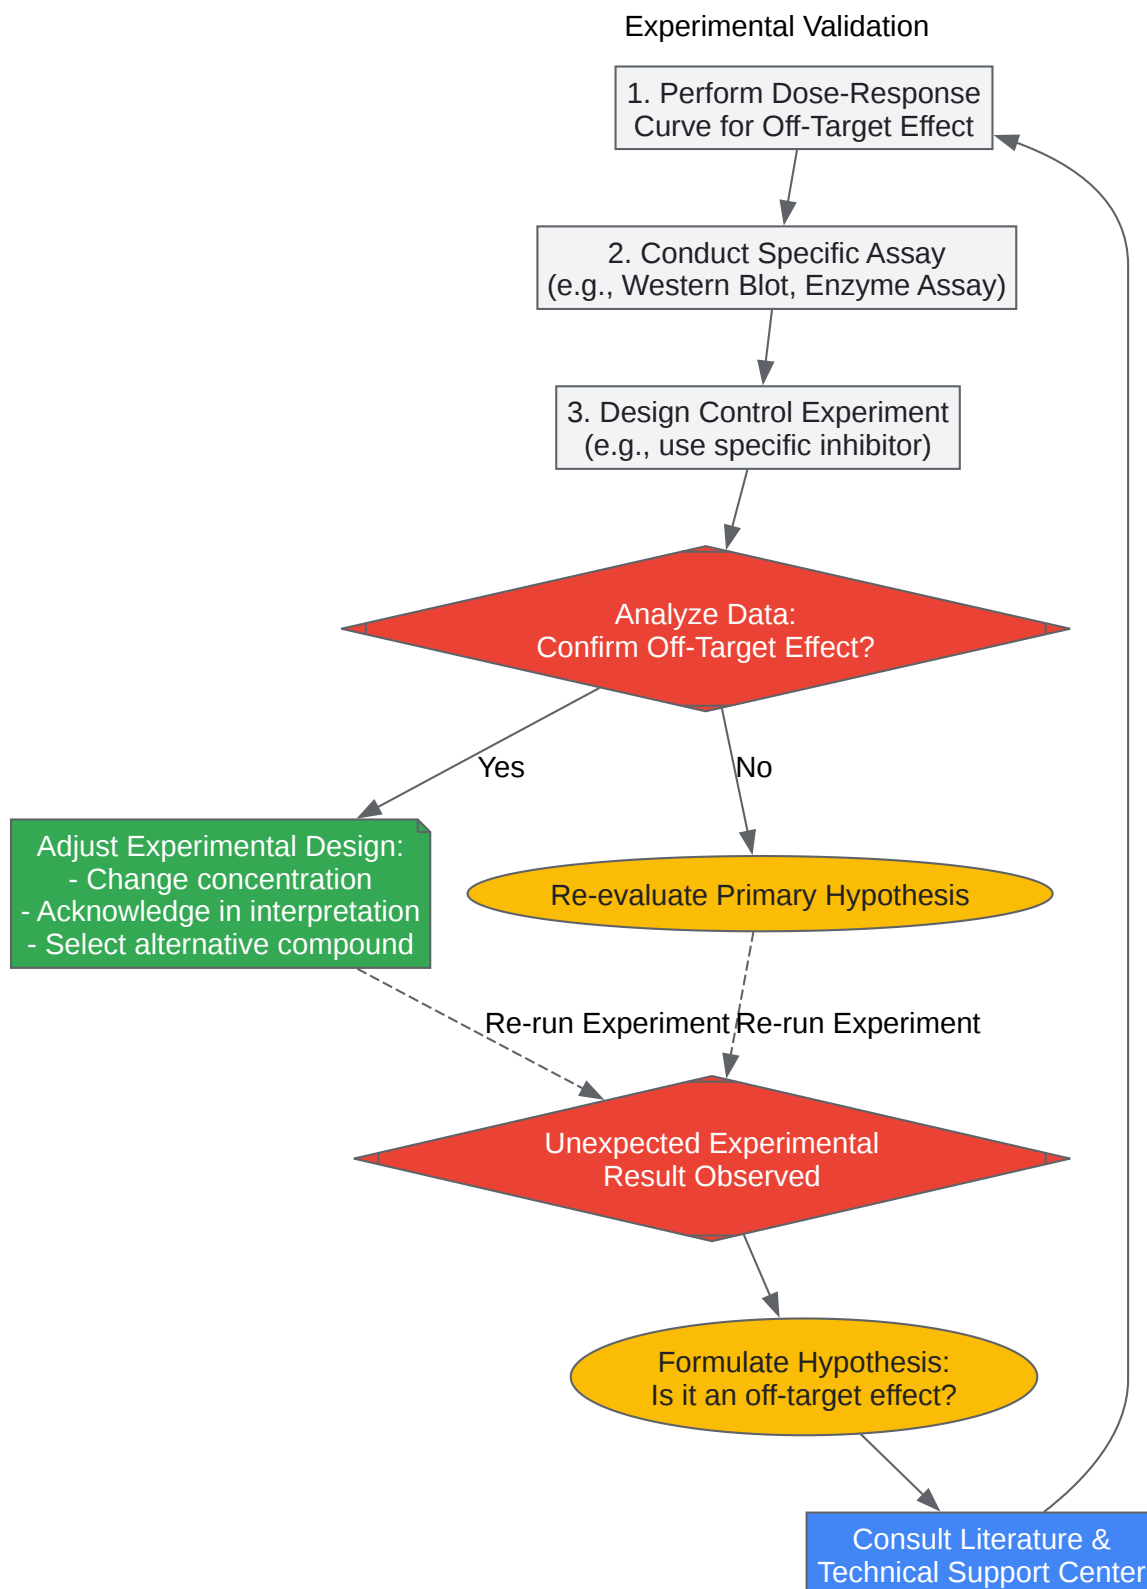 Experimental Validation
1. Perform Dose-Response
Curve for Off-Target Effect
2. Conduct Specific Assay
(e.g., Western Blot, Enzyme Assay)
3. Design Control Experiment
(e.g., use specific inhibitor)
Analyze Data:
Confirm Off-Target Effect?
Yes
No
Adjust Experimental Design:
- Change concentration
- Acknowledge in interpretation
- Select alternative compound
Re-evaluate Primary Hypothesis
Re-run Experiment
Re-run Experiment
Unexpected Experimental
Result Observed
Formulate Hypothesis:
Is it an off-target effect?
Consult Literature &
Technical Support Center